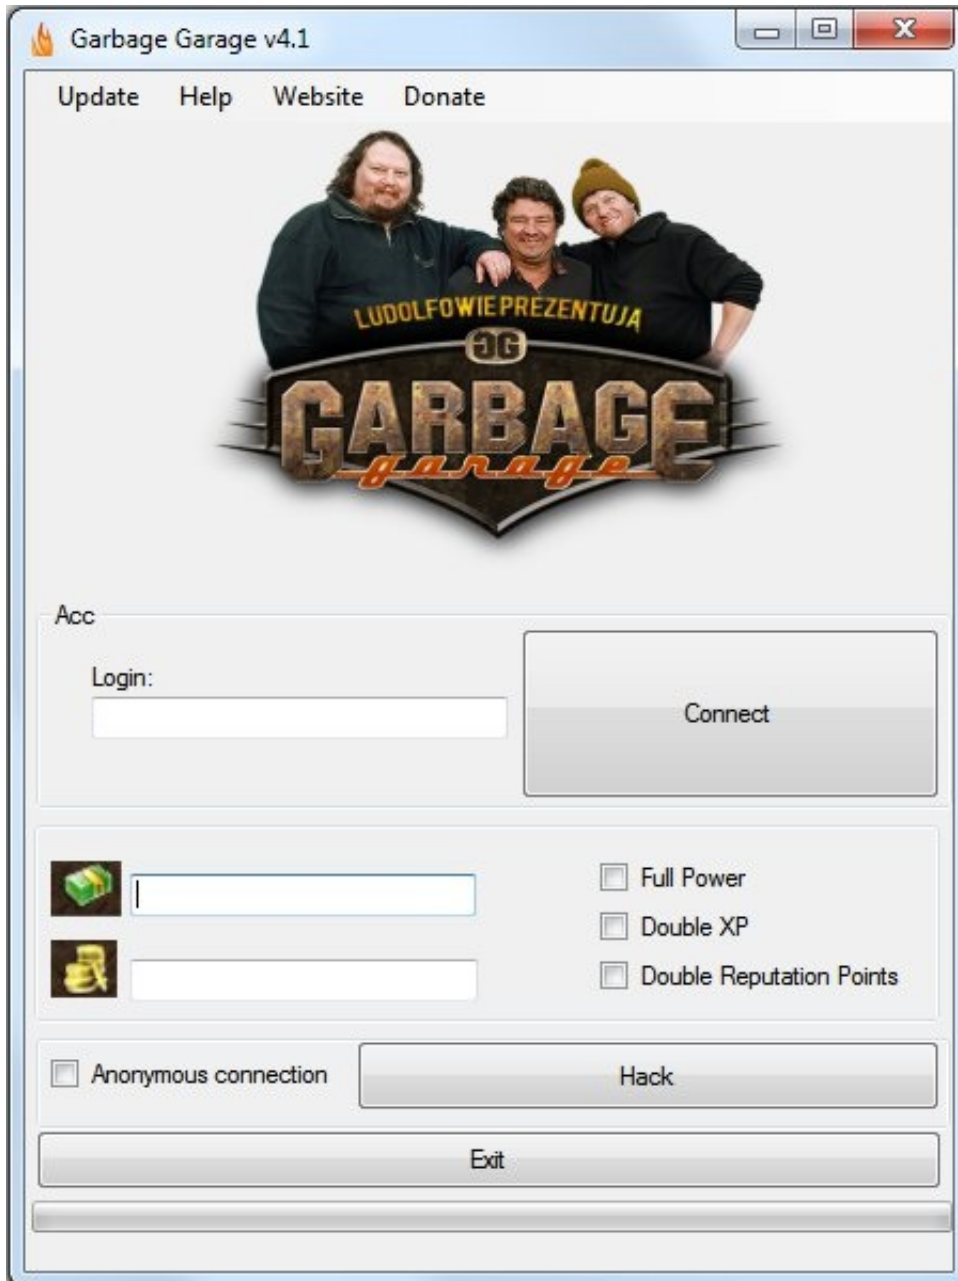 Garbage Garage v4.1
Update Help Website Donate
LUDOLFOWIE PREZENTUJĄ
GG
GARBAGE
garage
Acc
Login:
Connect
Full Power
Double XP
Double Reputation Points
Anonymous connection
Hack
Exit